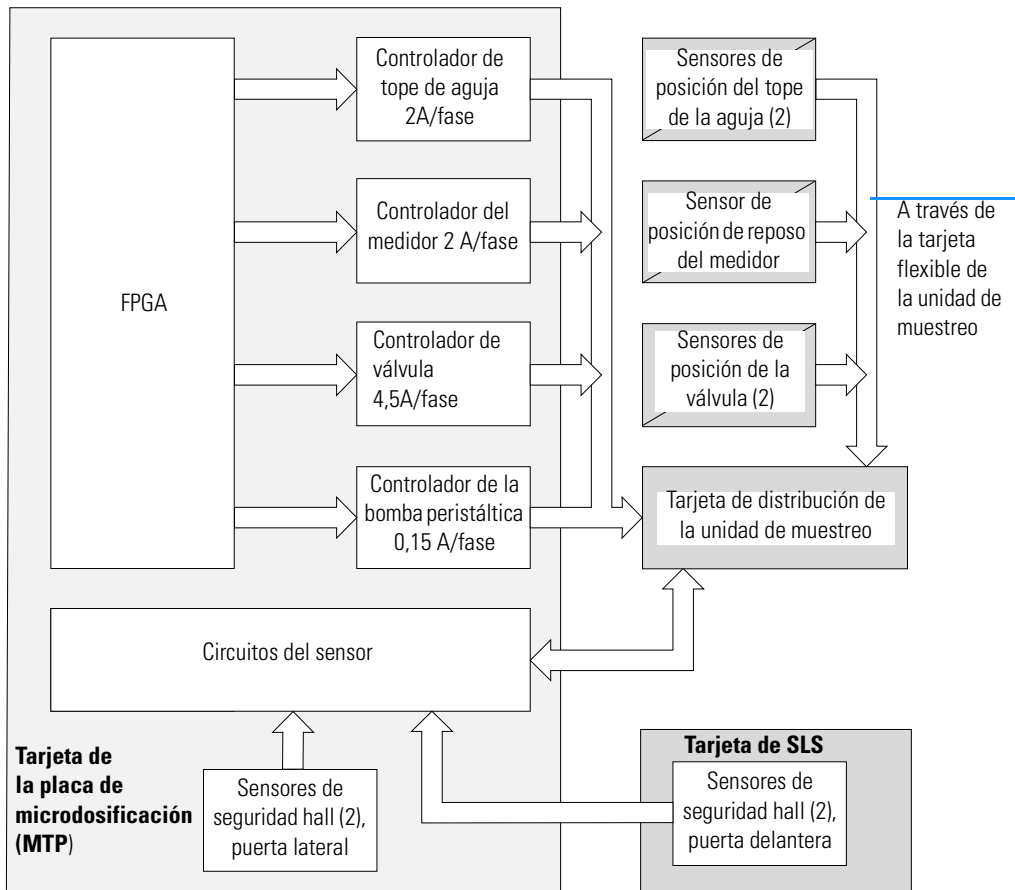 FPGA
Controlador de
tope de aguja
2A/fase
Controlador del
medidor 2 A/fase
Controlador de
válvula
4,5A/fase
Controlador de la
bomba peristáltica
0,15 A/fase
Sensores de
posición del tope
de la aguja (2)
Sensor de
posición de reposo
del medidor
Sensores de
posición de la
válvula (2)
A través de
la tarjeta
flexible de
la unidad de
muestreo
Tarjeta de distribución de
la unidad de muestreo
Circuitos del sensor
Tarjeta de
la placa de
microdosificación
(MTP)
Sensores de
seguridad hall (2),
puerta lateral
Tarjeta de SLS
Sensores de
seguridad hall (2),
puerta delantera